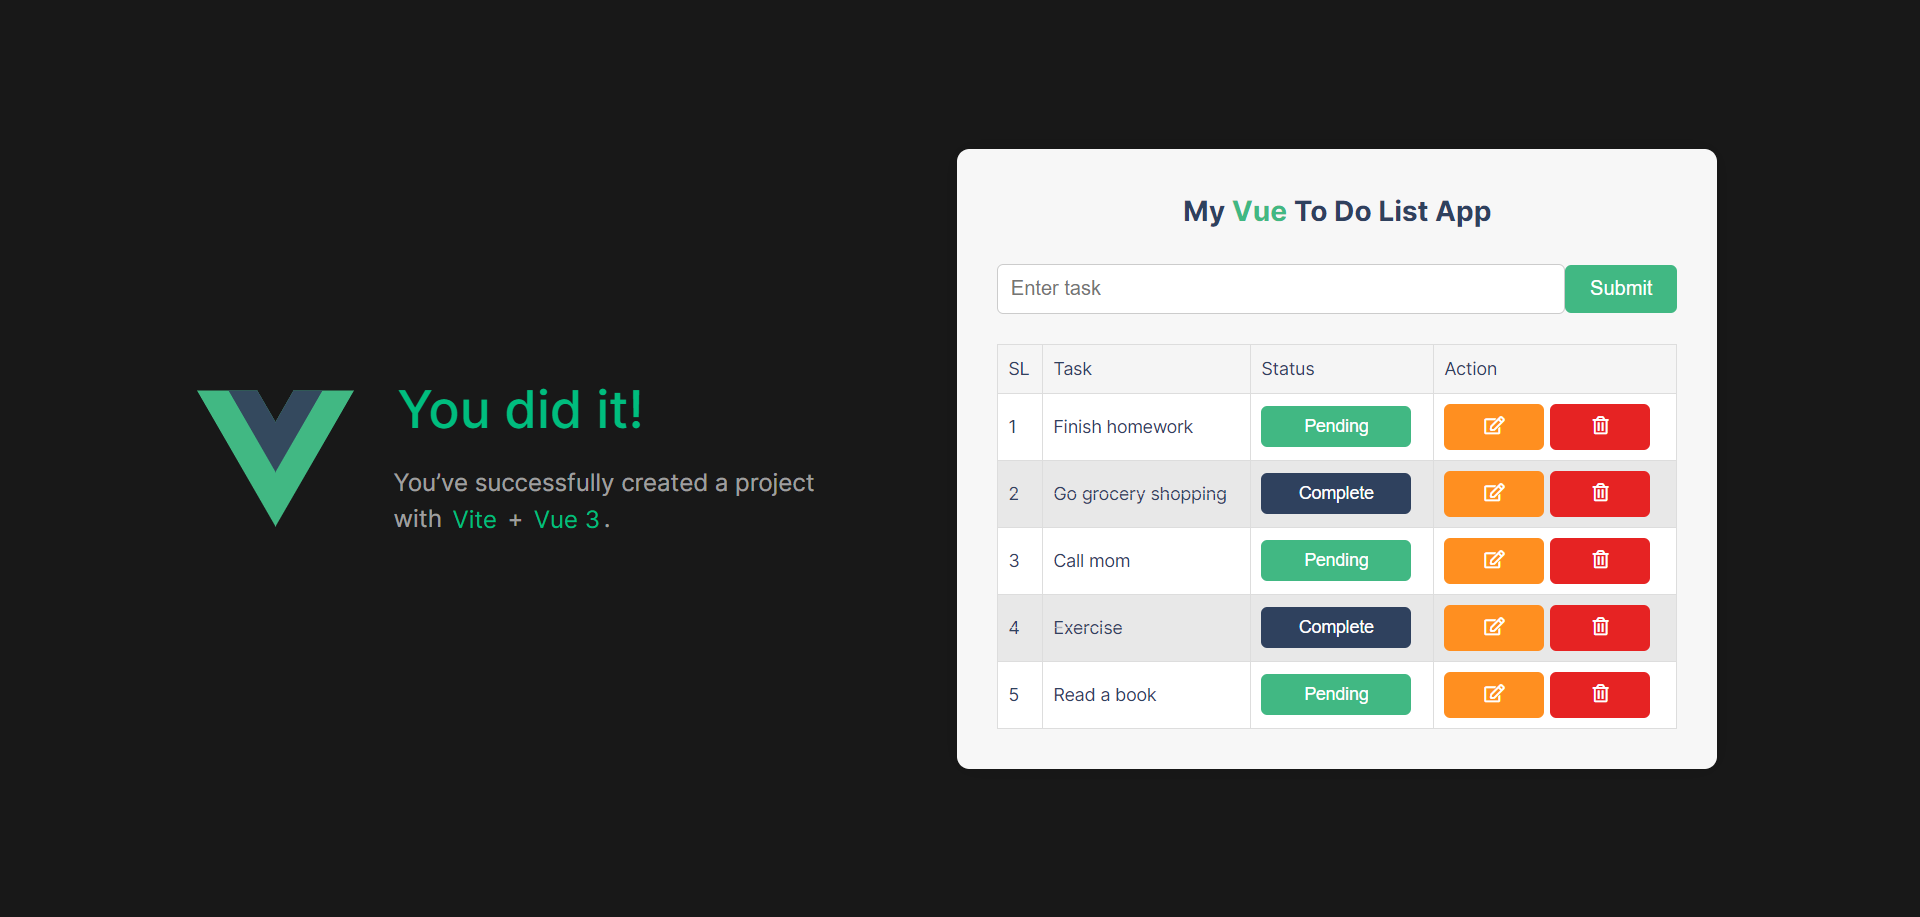 You did it!
You’ve successfully created a project
with Vite + Vue 3.
My Vue To Do List App
Enter task Submit
SL Task Status Action
1 Finish homework Pending
2 Go grocery shopping Complete
3 Call mom Pending
4 Exercise Complete
5 Read a book Pending